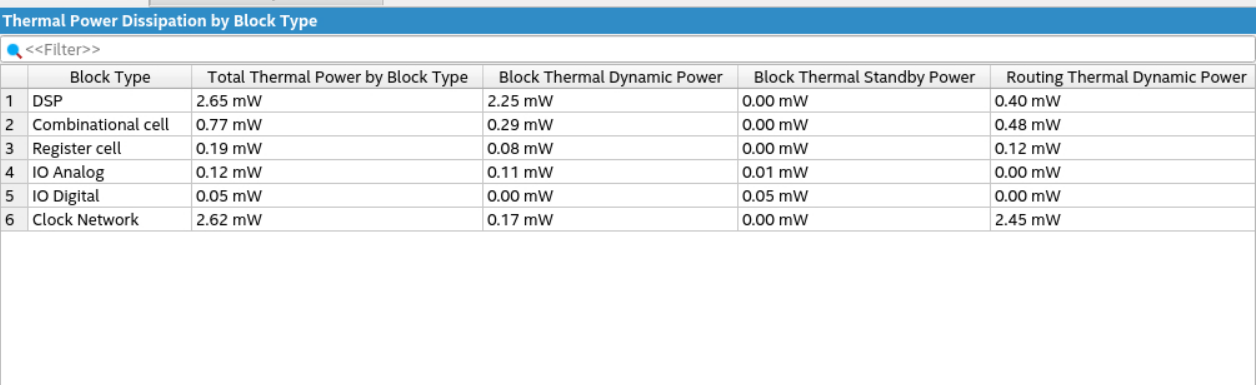 Thermal Power Dissipation by Block Type
<<Filter>>
Block Type Total Thermal Power by Block Type Block Thermal Dynamic Power Block Thermal Standby Power Routing Thermal Dynamic Power
1 DSP 2.65 mW 2.25 mW 0.00 mW 0.40 mW
2 Combinational cell 0.77 mW 0.29 mW 0.00 mW 0.48 mW
3 Register cell 0.19 mW 0.08 mW 0.00 mW 0.12 mW
4 IO Analog 0.12 mW 0.11 mW 0.01 mW 0.00 mW
5 IO Digital 0.05 mW 0.00 mW 0.05 mW 0.00 mW
6 Clock Network 2.62 mW 0.17 mW 0.00 mW 2.45 mW